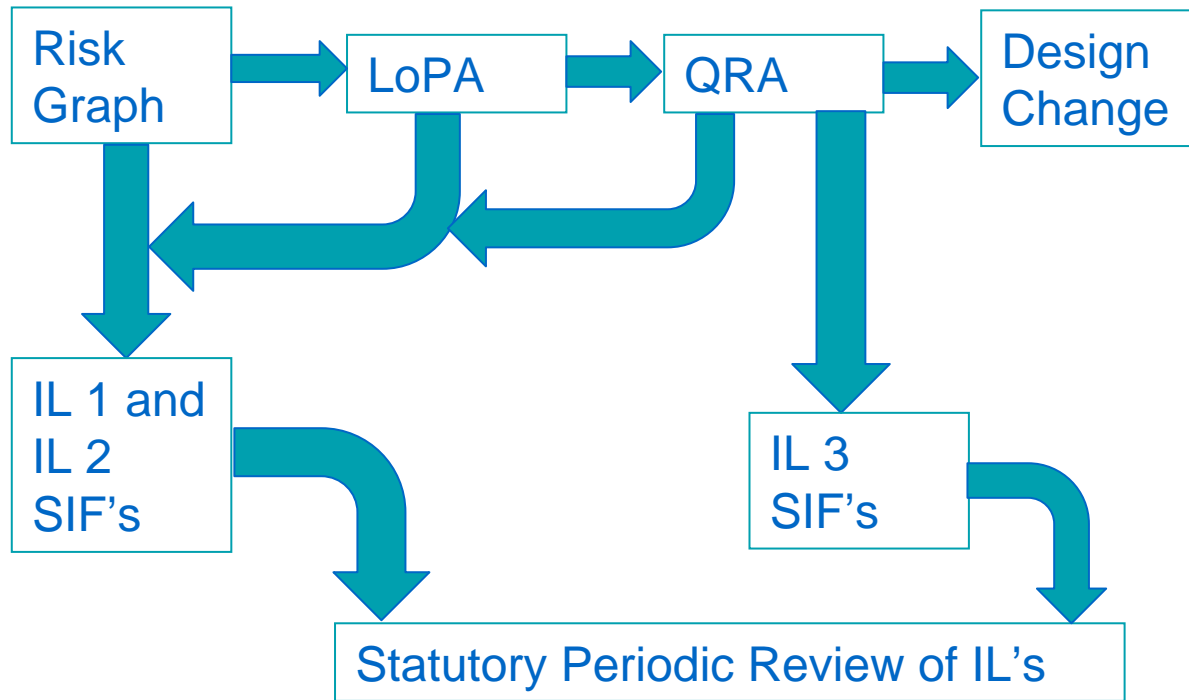 Risk
Graph
LoPA
QRA
Design
Change
IL 1 and
IL 2
SIF’s
IL 3
SIF’s
Statutory Periodic Review of IL’s